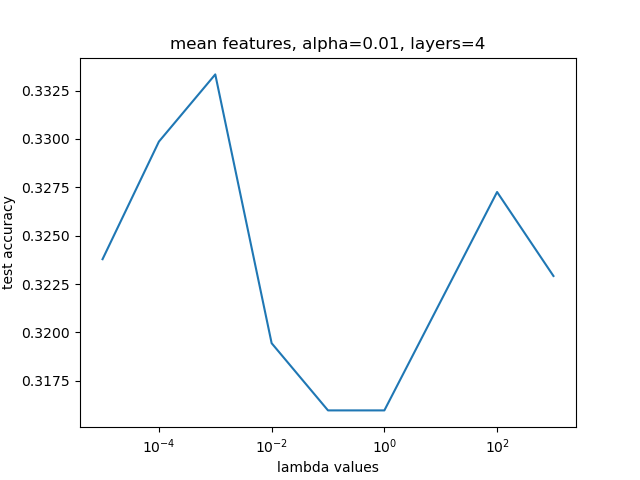 mean features, alpha=0.01, layers=4
test accuracy
0.3325
0.3300
0.3275
0.3250
0.3225
0.3200
0.3175
10⁻⁴ 10⁻² 10⁰ 10²
lambda values